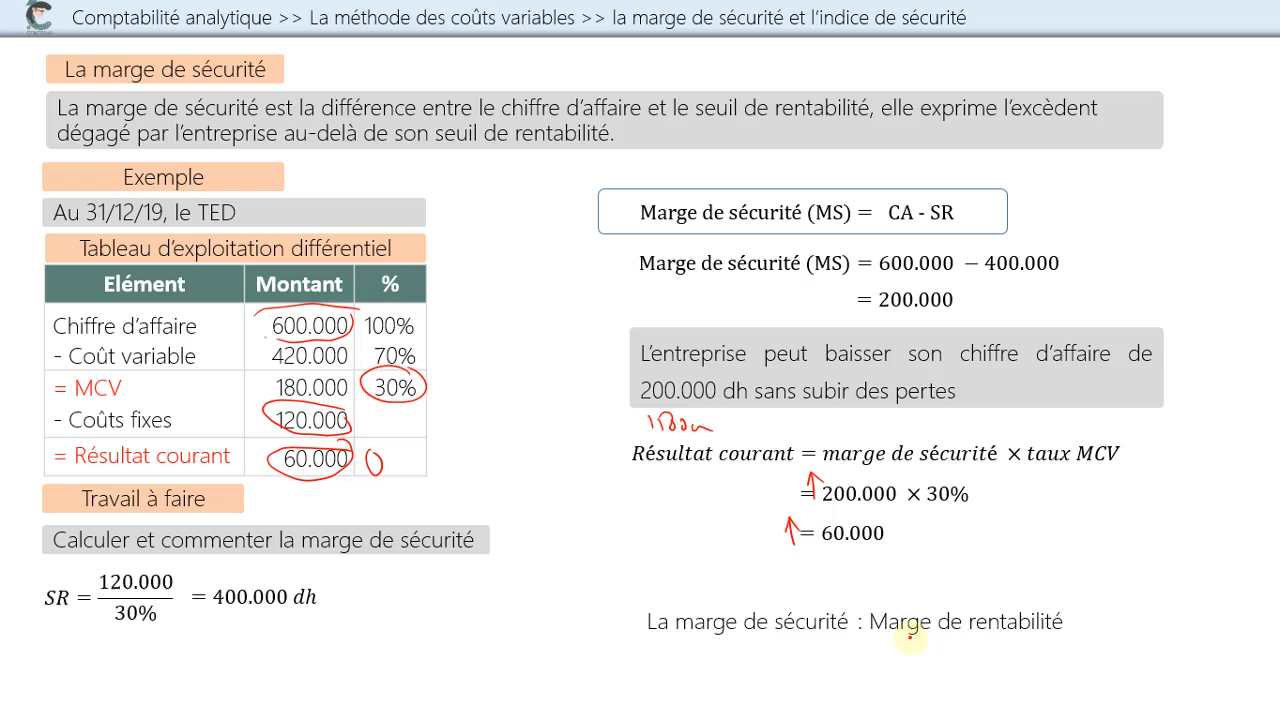 Comptabilité analytique >> La méthode des coûts variables >> la marge de sécurité et l'indice de sécurité
La marge de sécurité
La marge de sécurité est la différence entre le chiffre d'affaire et le seuil de rentabilité, elle exprime l'excèdent
dégagé par l'entreprise au-delà de son seuil de rentabilité.
Exemple
Au 31/12/19, le TED
Tableau d'exploitation différentiel
Elément Montant %
Chiffre d'affaire 600.000 100%
- Coût variable 420.000 70%
= MCV 180.000 30%
- Coûts fixes 120.000
= Résultat courant 60.000 0
Travail à faire
Calculer et commenter la marge de sécurité
SR = 120.000 / 30% = 400.000 dh
Marge de sécurité (MS) = CA - SR
Marge de sécurité (MS) = 600.000 − 400.000
= 200.000
L'entreprise peut baisser son chiffre d'affaire de
200.000 dh sans subir des pertes
Résultat courant = marge de sécurité × taux MCV
= 200.000 × 30%
= 60.000
La marge de sécurité : Marge de rentabilité